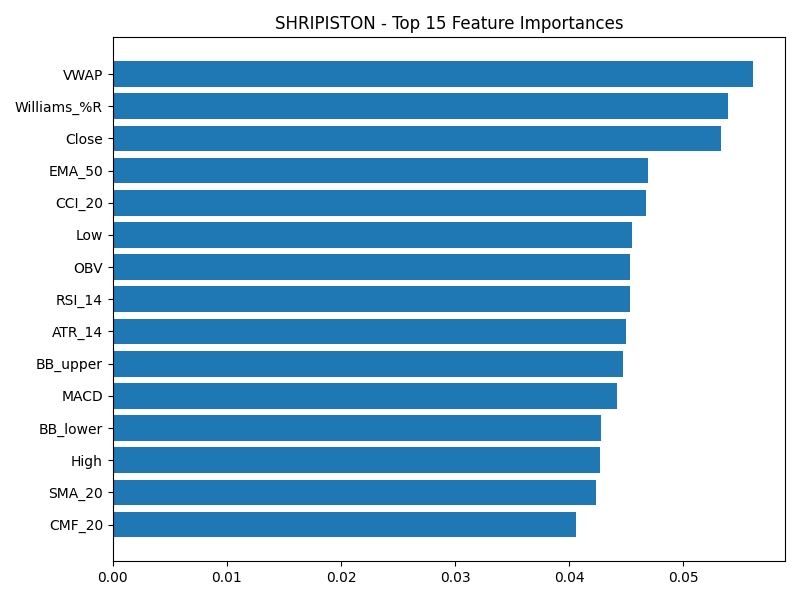 SHRIPISTON - Top 15 Feature Importances
VWAP
Williams_%R
Close
EMA_50
CCI_20
Low
OBV
RSI_14
ATR_14
BB_upper
MACD
BB_lower
High
SMA_20
CMF_20
0.00 0.01 0.02 0.03 0.04 0.05